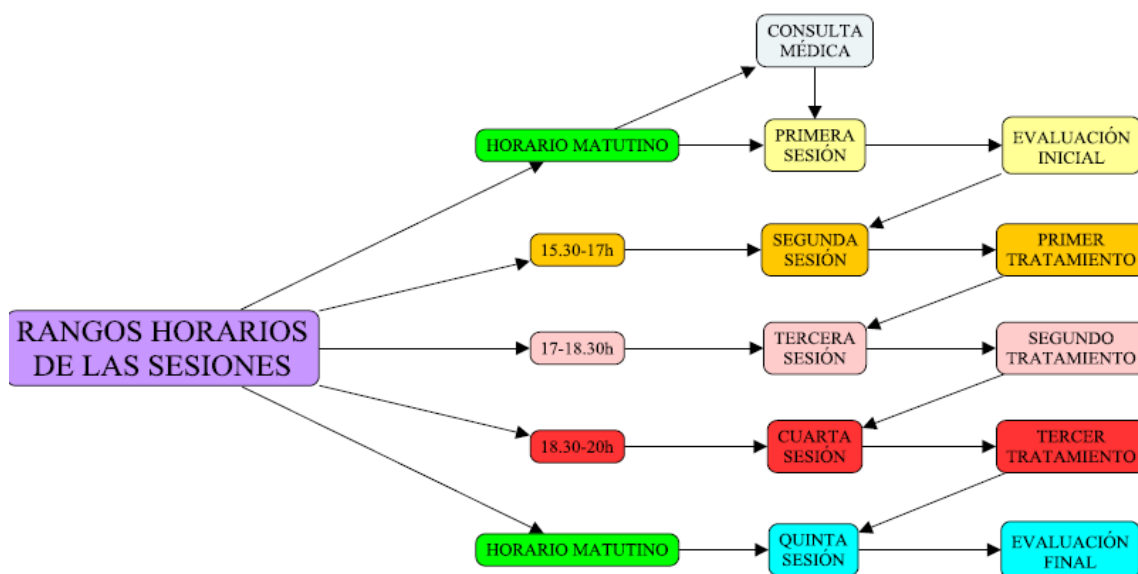 CONSULTA
MÉDICA
HORARIO MATUTINO
PRIMERA
SESIÓN
EVALUACIÓN
INICIAL
15.30-17h
SEGUNDA
SESIÓN
PRIMER
TRATAMIENTO
RANGOS HORARIOS
DE LAS SESIONES
17-18.30h
TERCERA
SESIÓN
SEGUNDO
TRATAMIENTO
18.30-20h
CUARTA
SESIÓN
TERCER
TRATAMIENTO
HORARIO MATUTINO
QUINTA
SESIÓN
EVALUACIÓN
FINAL